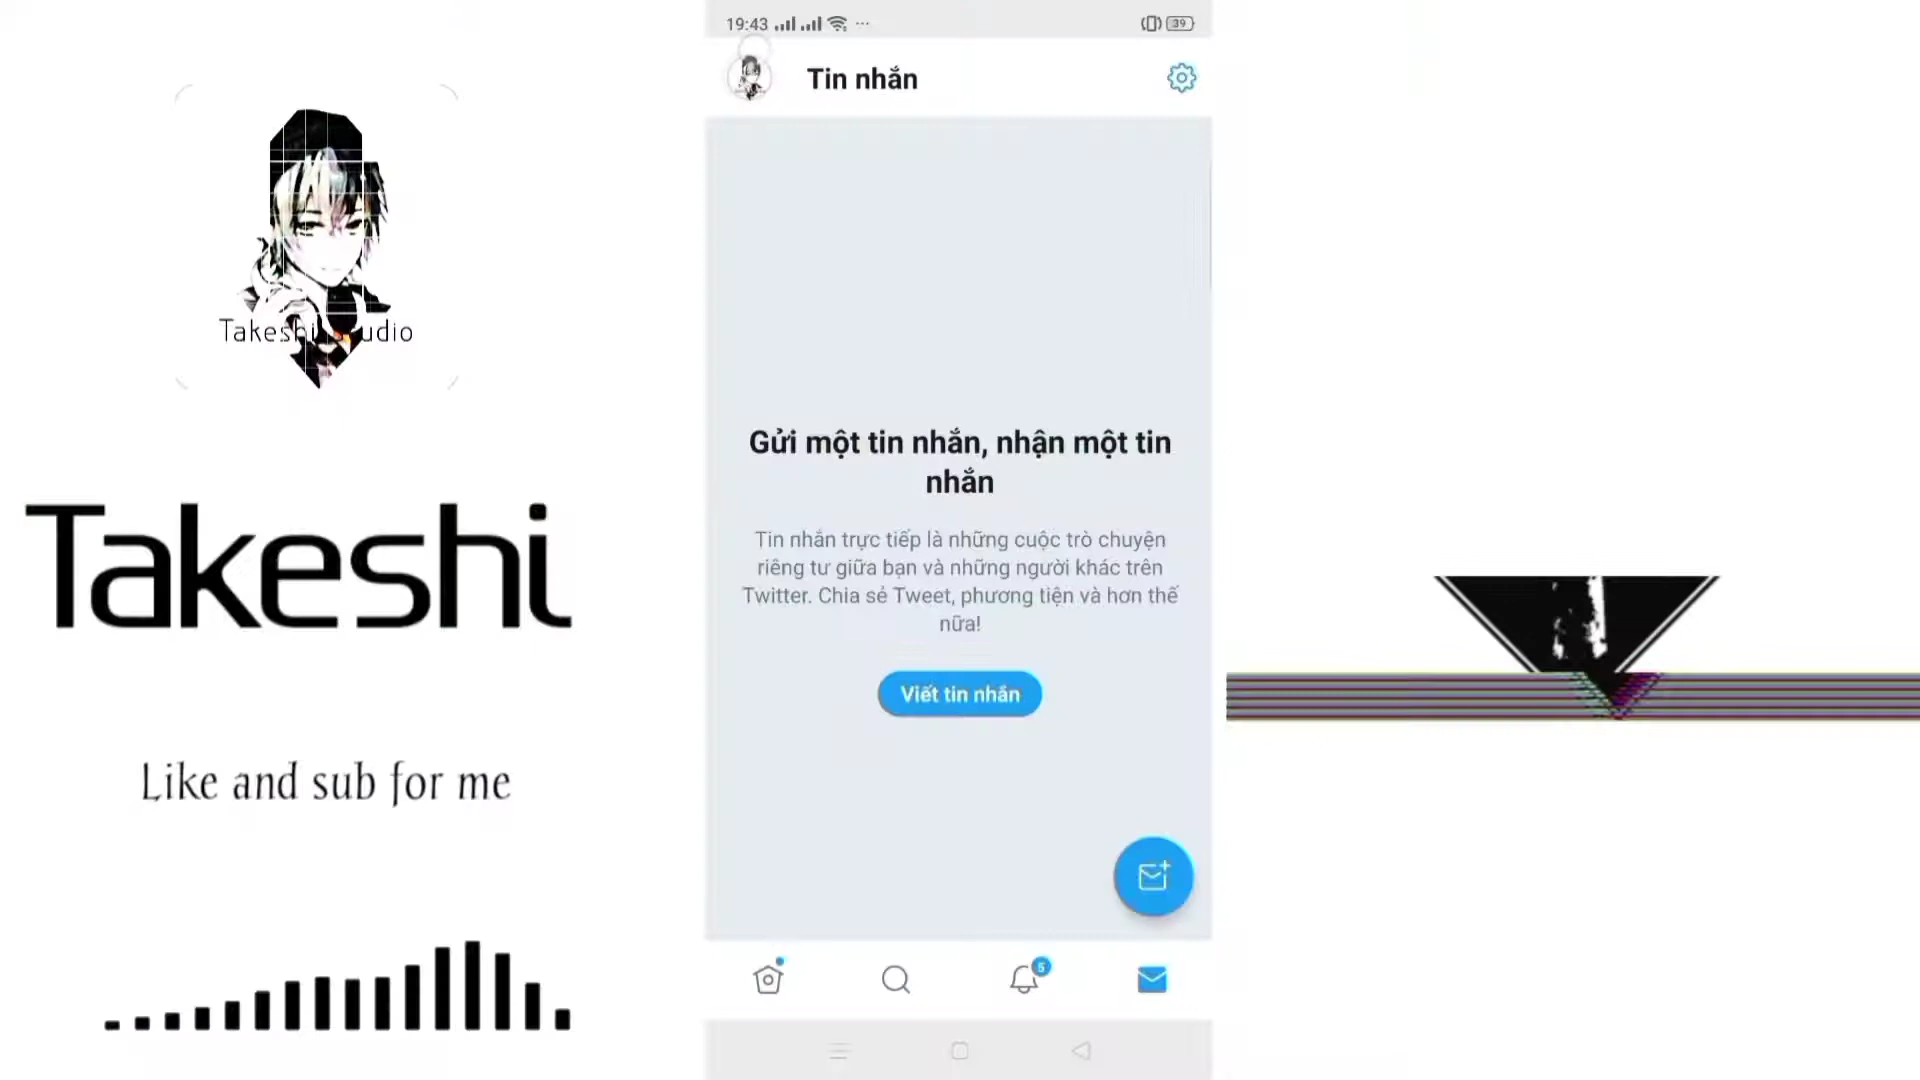 19:43
39
Tin nhắn
Takeshi
udio
Gửi một tin nhắn, nhận một tin
nhắn
Takeshi
Tin nhắn trực tiếp là những cuộc trò chuyện
riêng tư giữa bạn và những người khác trên
Twitter. Chia sẻ Tweet, phương tiện và hơn thế
nữa!
Viết tin nhắn
Like and sub for me
5